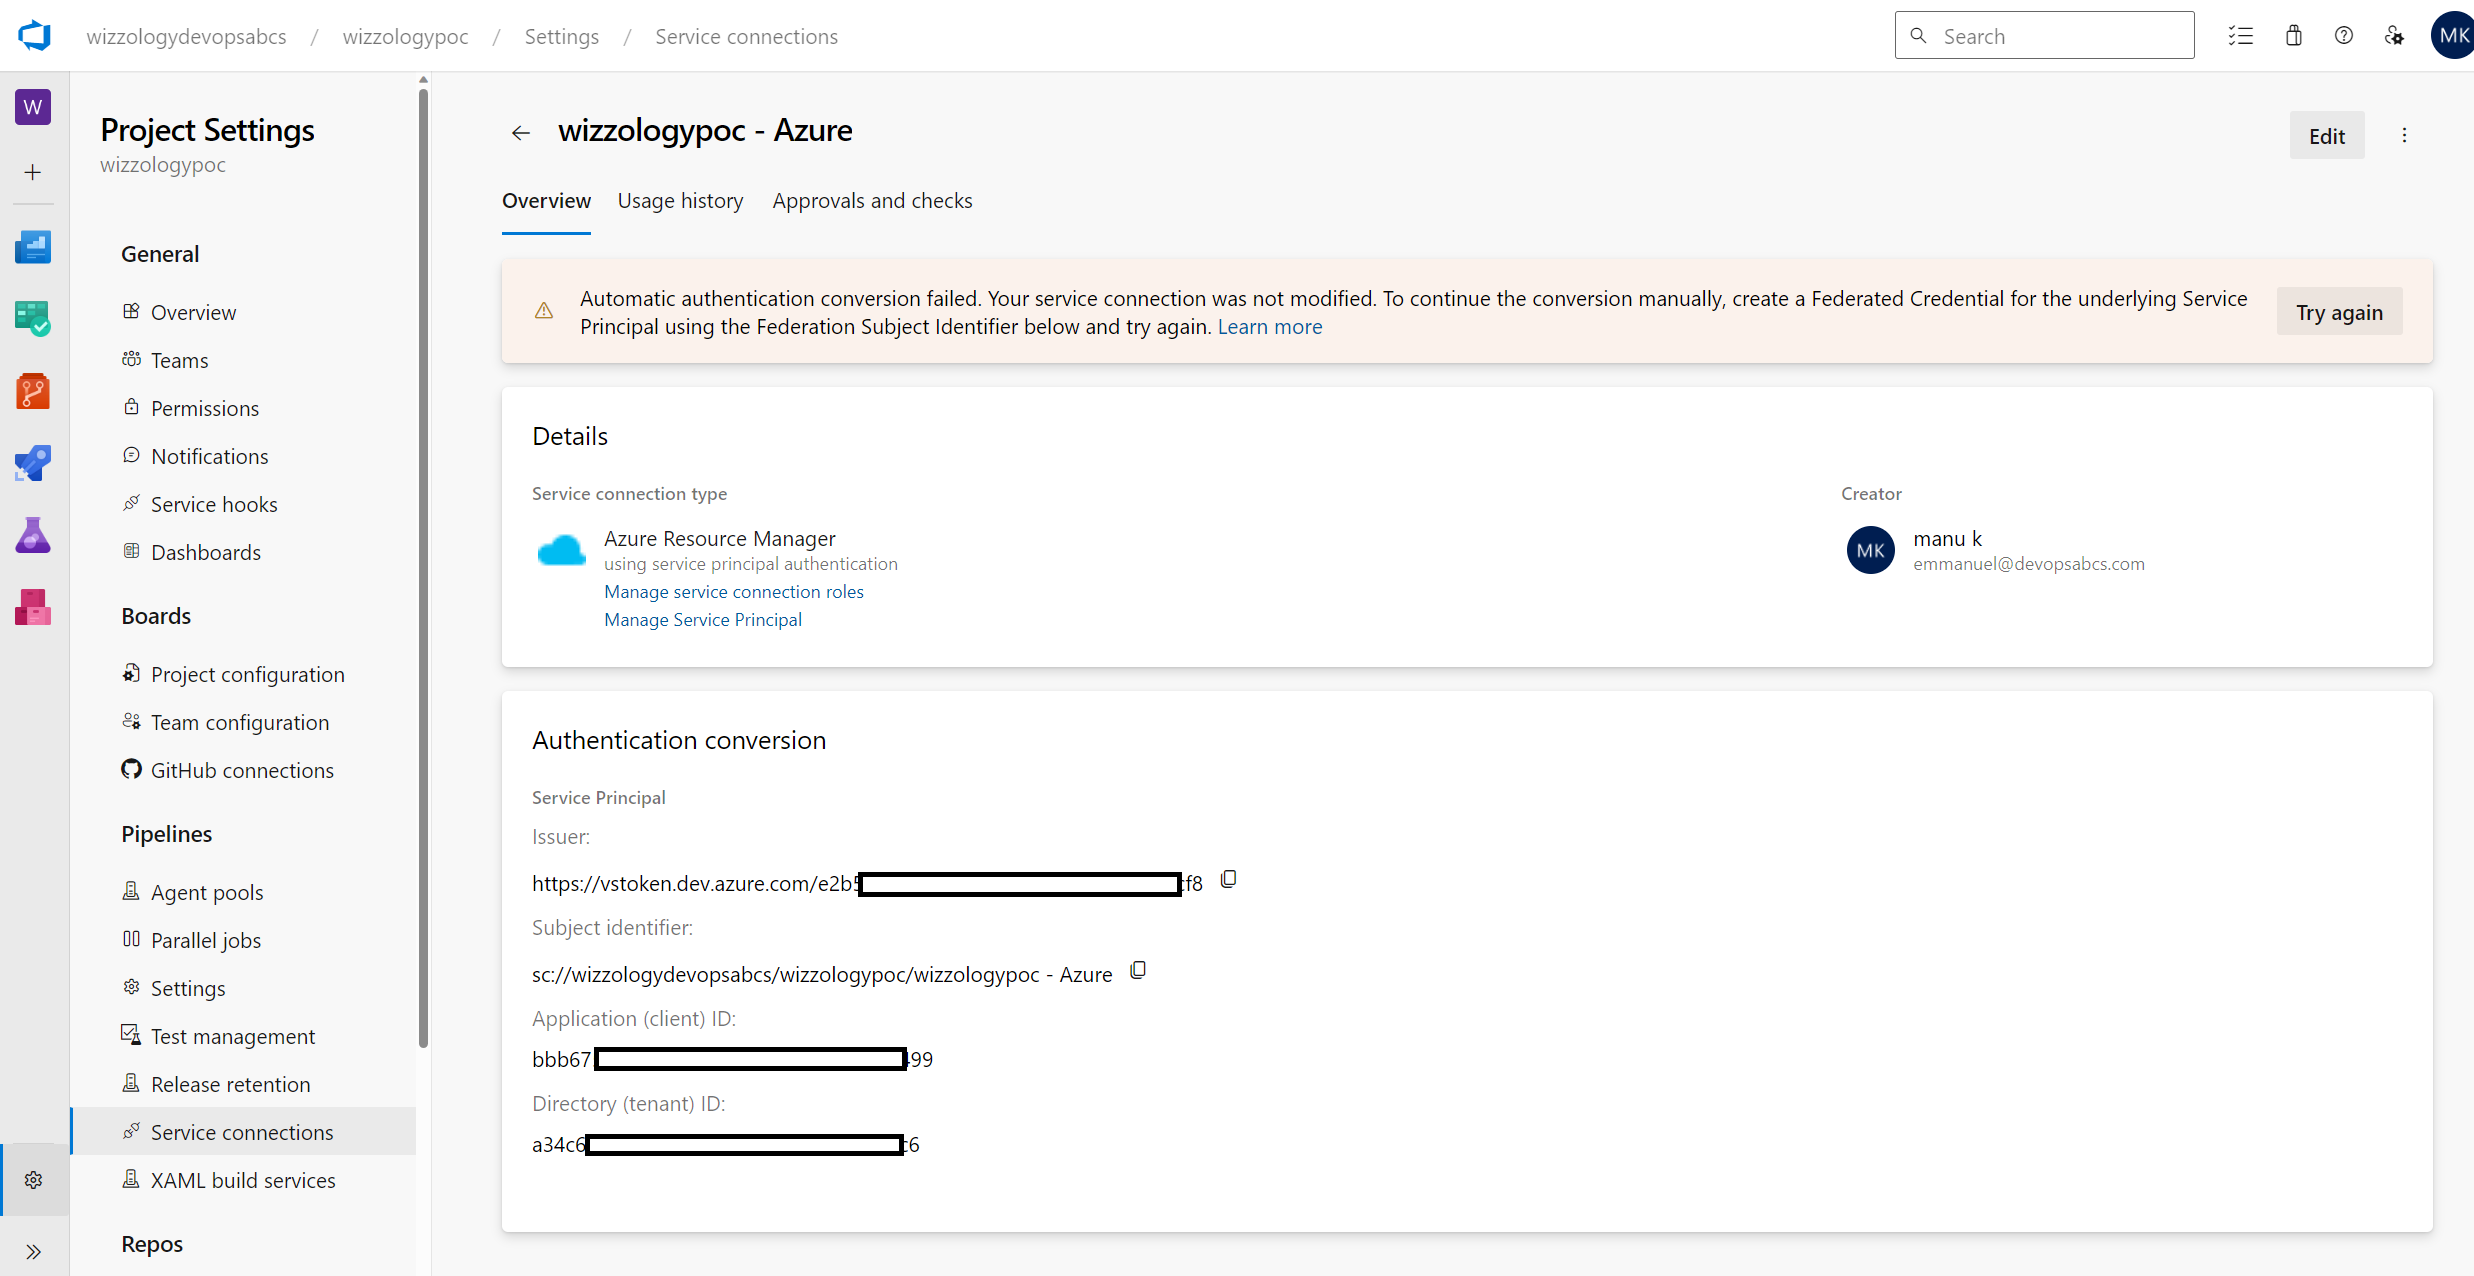 wizzologydevopsabcs / wizzologypoc / Settings / Service connections
Search
MK
W
Project Settings
wizzologypoc
General
Overview
Teams
Permissions
Notifications
Service hooks
Dashboards
Boards
Project configuration
Team configuration
GitHub connections
Pipelines
Agent pools
Parallel jobs
Settings
Test management
Release retention
Service connections
XAML build services
Repos
wizzologypoc - Azure
Edit
Overview Usage history Approvals and checks
Automatic authentication conversion failed. Your service connection was not modified. To continue the conversion manually, create a Federated Credential for the underlying Service
Principal using the Federation Subject Identifier below and try again. Learn more
Try again
Details
Service connection type
Azure Resource Manager
using service principal authentication
Manage service connection roles
Manage Service Principal
Creator
MK
manu k
emmanuel@devopsabcs.com
Authentication conversion
Service Principal
Issuer:
https://vstoken.dev.azure.com/e2b5 f8
Subject identifier:
sc://wizzologydevopsabcs/wizzologypoc/wizzologypoc - Azure
Application (client) ID:
bbb67 99
Directory (tenant) ID:
a34c6 c6